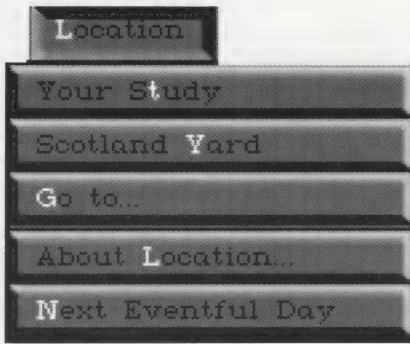 Location
Your Study
Scotland Yard
Go to...
About Location...
Next Eventful Day